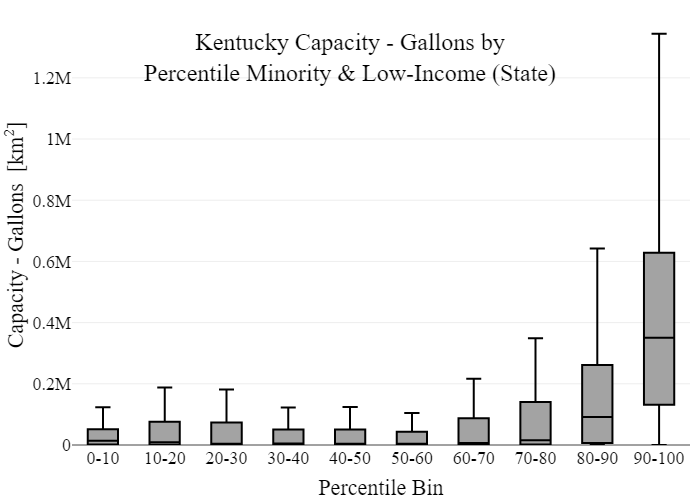 Kentucky Capacity - Gallons by
Percentile Minority & Low-Income (State)
Capacity - Gallons [km²]
1.2M
1M
0.8M
0.6M
0.4M
0.2M
0
0-10 10-20 20-30 30-40 40-50 50-60 60-70 70-80 80-90 90-100
Percentile Bin